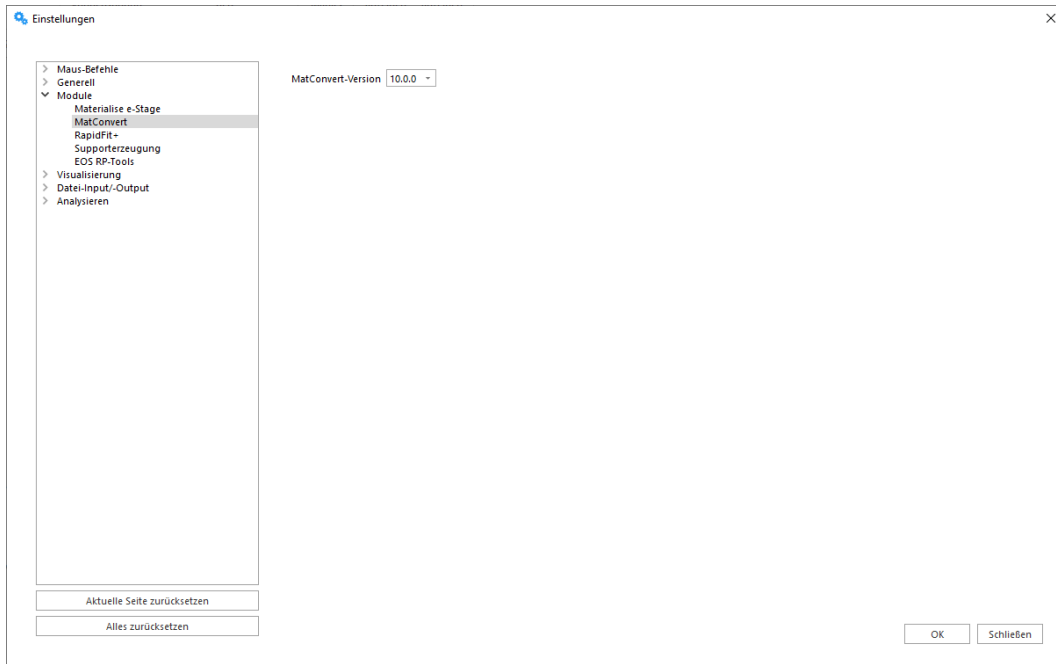 Einstellungen
Maus-Befehle
Generell
Module
Materialise e-Stage
MatConvert
RapidFit+
Supporterzeugung
EOS RP-Tools
Visualisierung
Datei-Input/-Output
Analysieren
MatConvert-Version 10.0.0
Aktuelle Seite zurücksetzen
Alles zurücksetzen
OK Schließen